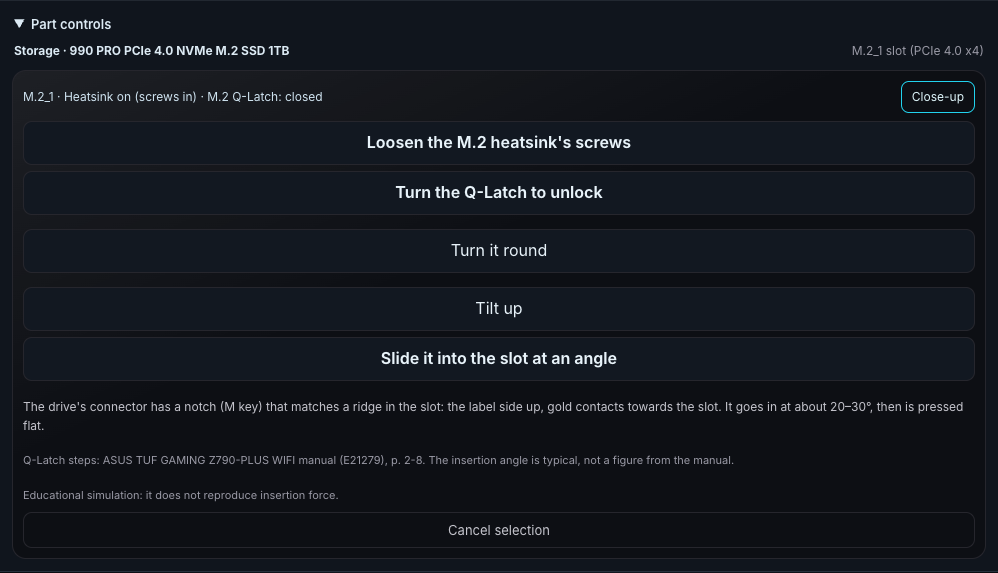 ▼ Part controls
Storage · 990 PRO PCIe 4.0 NVMe M.2 SSD 1TB
M.2_1 slot (PCIe 4.0 x4)
M.2_1 · Heatsink on (screws in) · M.2 Q-Latch: closed
Close-up
Loosen the M.2 heatsink's screws
Turn the Q-Latch to unlock
Turn it round
Tilt up
Slide it into the slot at an angle
The drive's connector has a notch (M key) that matches a ridge in the slot: the label side up, gold contacts towards the slot. It goes in at about 20–30°, then is pressed
flat.
Q-Latch steps: ASUS TUF GAMING Z790-PLUS WIFI manual (E21279), p. 2-8. The insertion angle is typical, not a figure from the manual.
Educational simulation: it does not reproduce insertion force.
Cancel selection